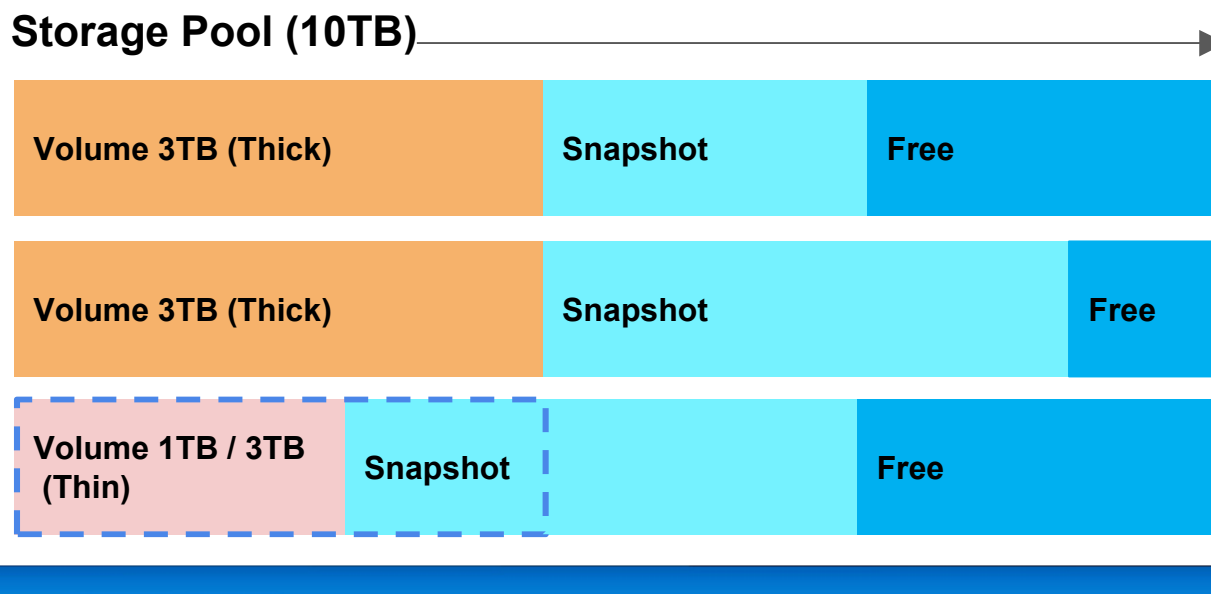 Storage Pool (10TB)
Volume 3TB (Thick)
Snapshot
Free
Volume 3TB (Thick)
Snapshot
Free
Volume 1TB / 3TB
(Thin)
Snapshot
Free